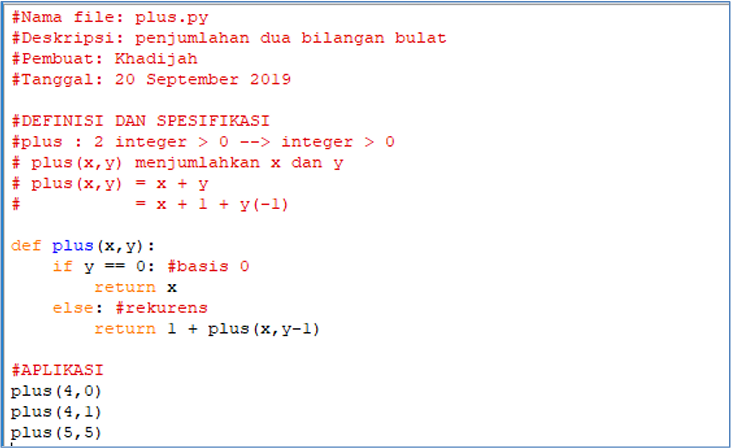 #Nama file: plus.py
#Deskripsi: penjumlahan dua bilangan bulat
#Pembuat: Khadijah
#Tanggal: 20 September 2019

#DEFINISI DAN SPESIFIKASI
#plus : 2 integer > 0 --> integer > 0
# plus(x,y) menjumlahkan x dan y
# plus(x,y) = x + y
#           = x + 1 + y(-1)

def plus(x,y):
    if y == 0: #basis 0
        return x
    else: #rekurens
        return 1 + plus(x,y-1)

#APLIKASI
plus(4,0)
plus(4,1)
plus(5,5)